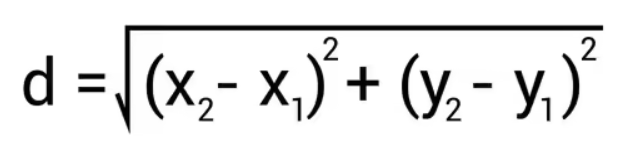 d = √(x₂ - x₁)² + (y₂ - y₁)²